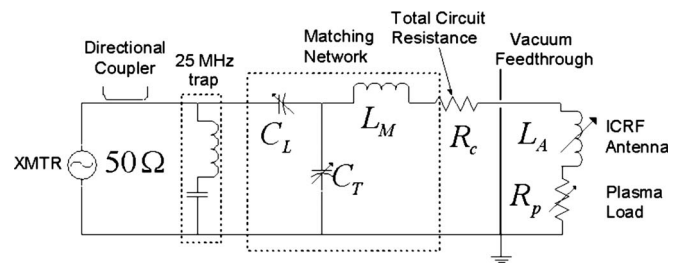 Directional
Coupler
25 MHz
trap
Matching
Network
Total Circuit
Resistance
Vacuum
Feedthrough
XMTR
50 Ω
C_L
C_T
L_M
R_c
L_A
R_p
ICRF
Antenna
Plasma
Load